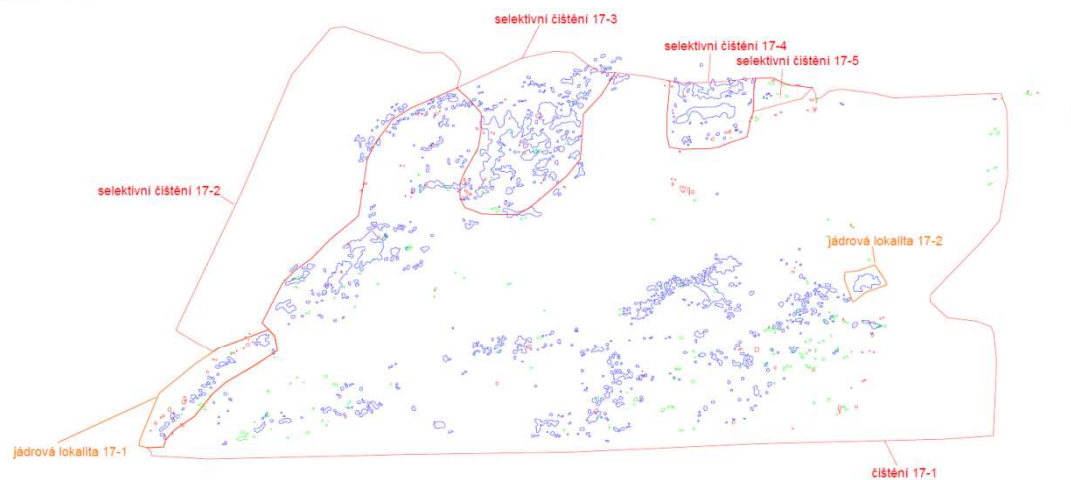 selektivní čištění 17-3
selektivní čištění 17-4
selektivní čištění 17-5
selektivní čištění 17-2
jádrová lokalita 17-2
jádrová lokalita 17-1
čištění 17-1